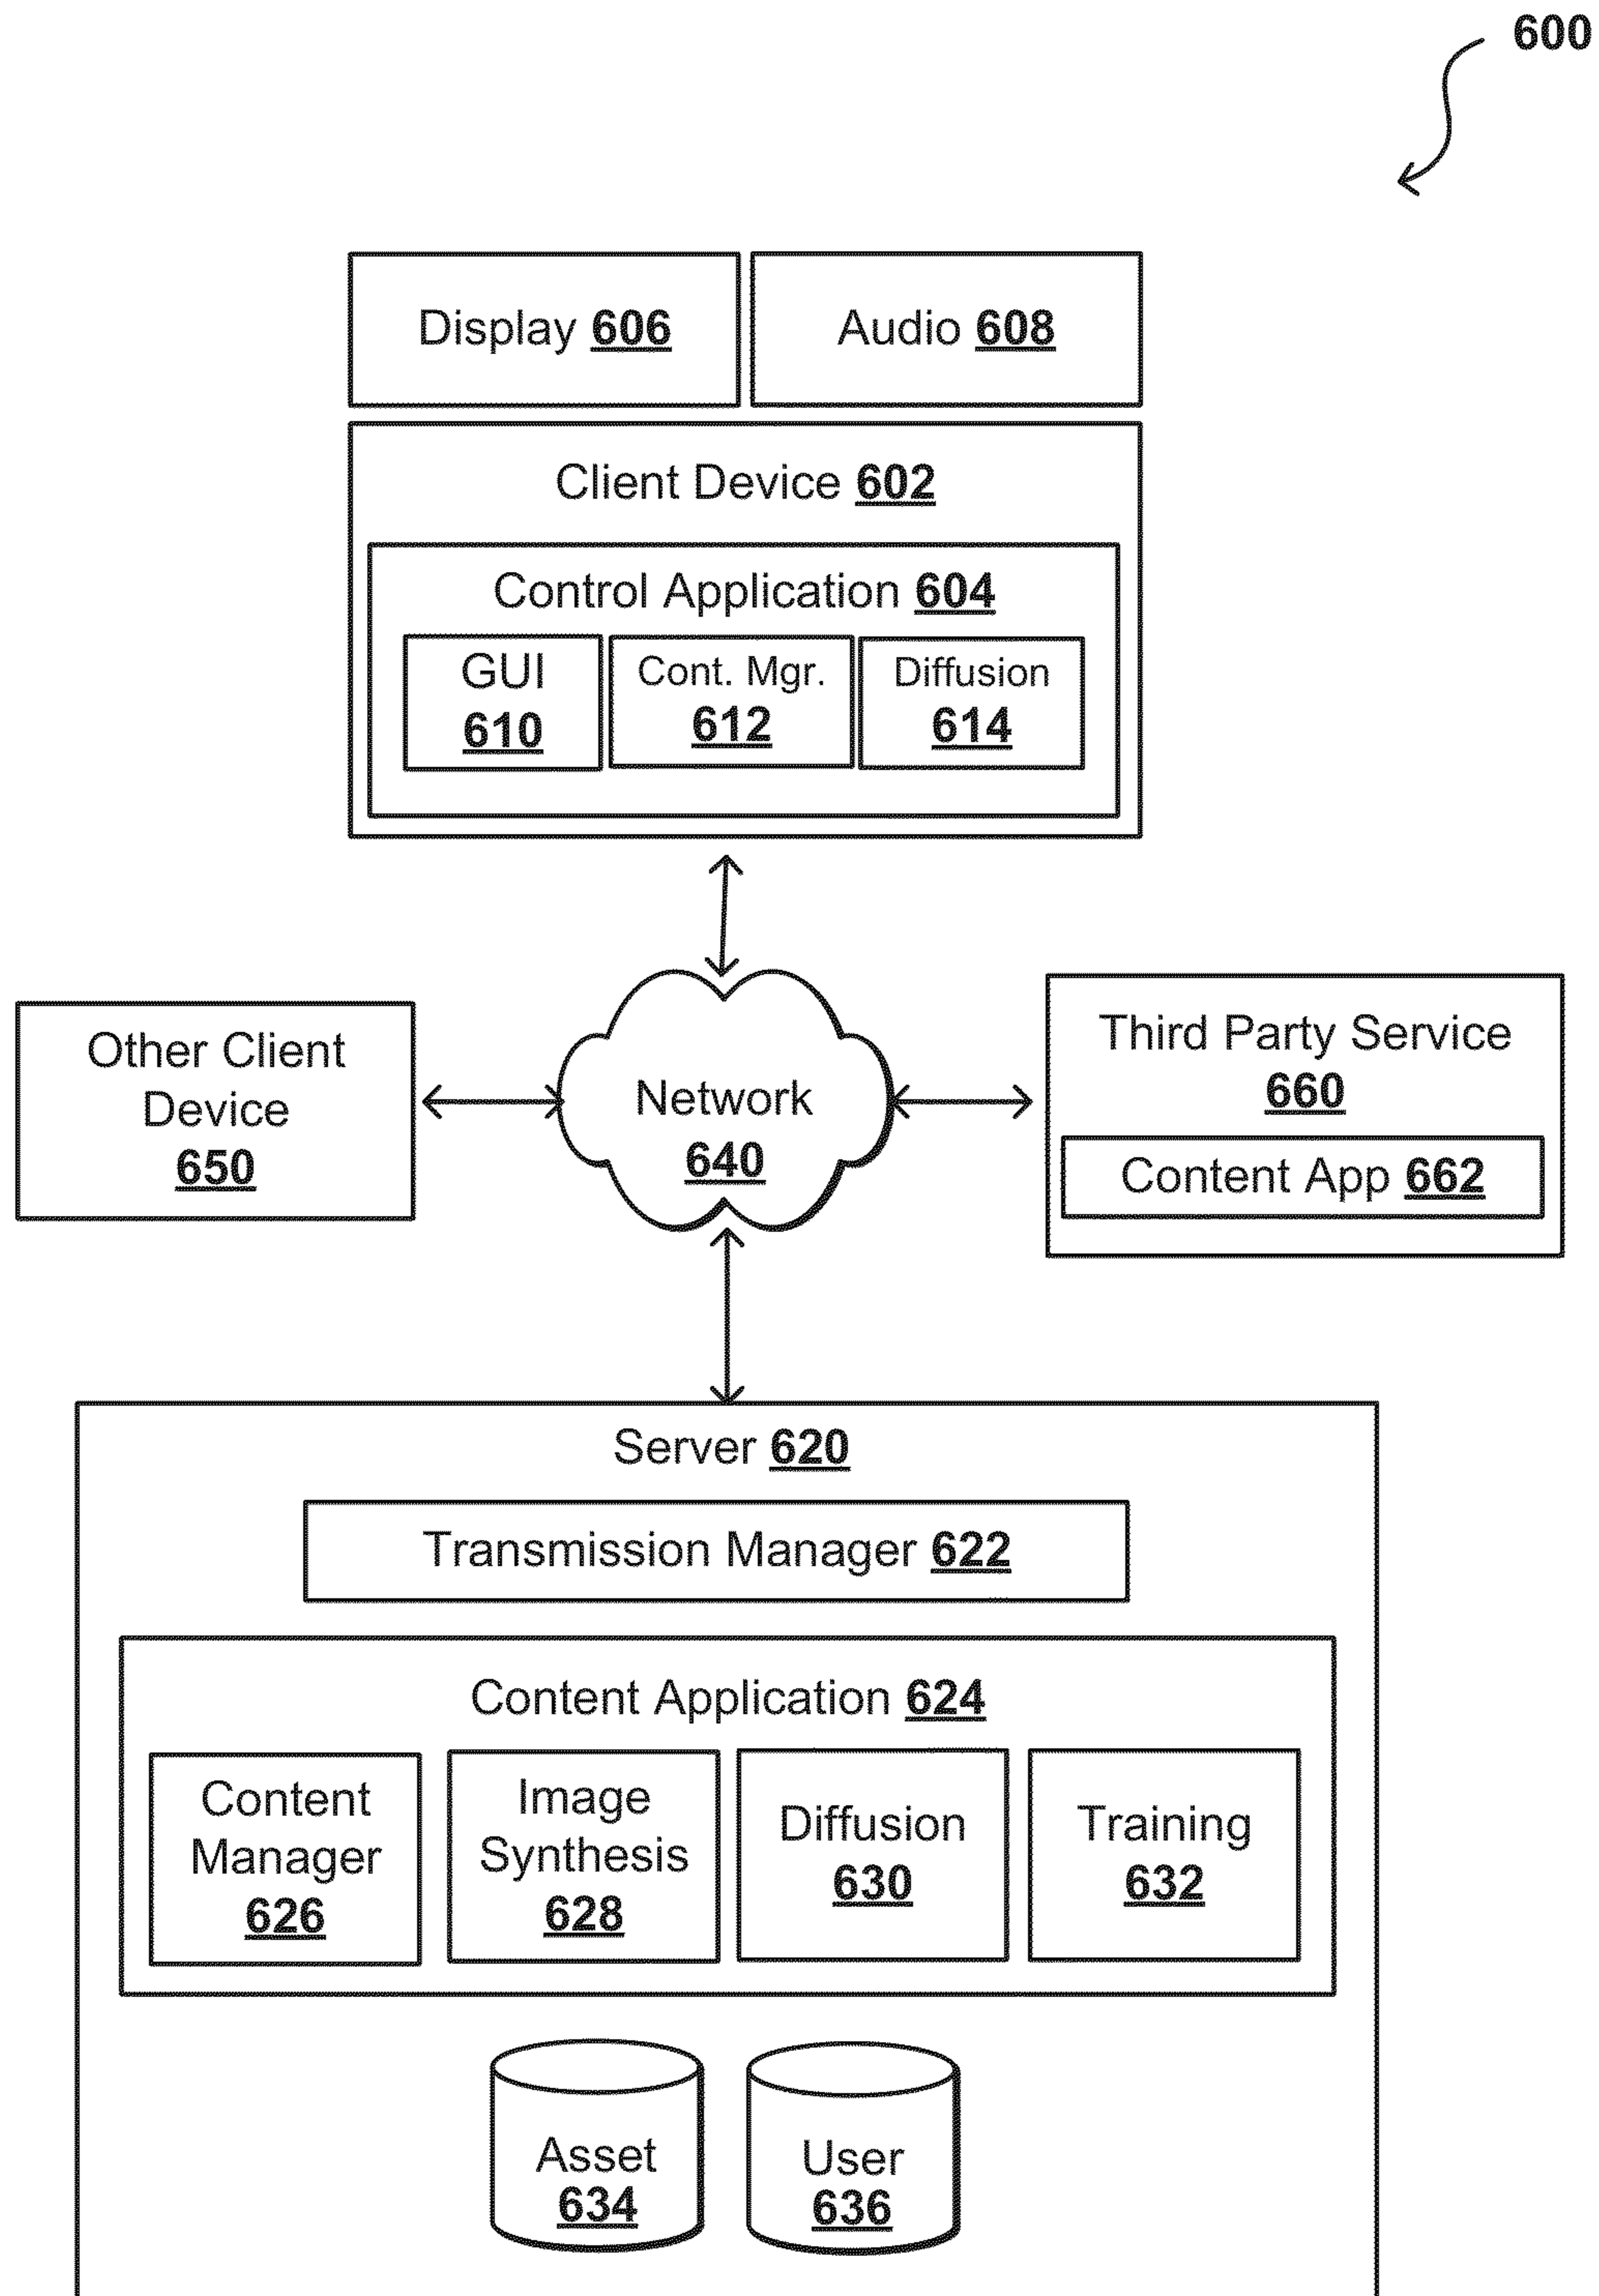 600
Display 606
Audio 608
Client Device 602
Control Application 604
GUI
610
Cont. Mgr.
612
Diffusion
614
Other Client
Device
650
Network
640
Third Party Service
660
Content App 662
Server 620
Transmission Manager 622
Content Application 624
Content
Manager
626
Image
Synthesis
628
Diffusion
630
Training
632
Asset
634
User
636